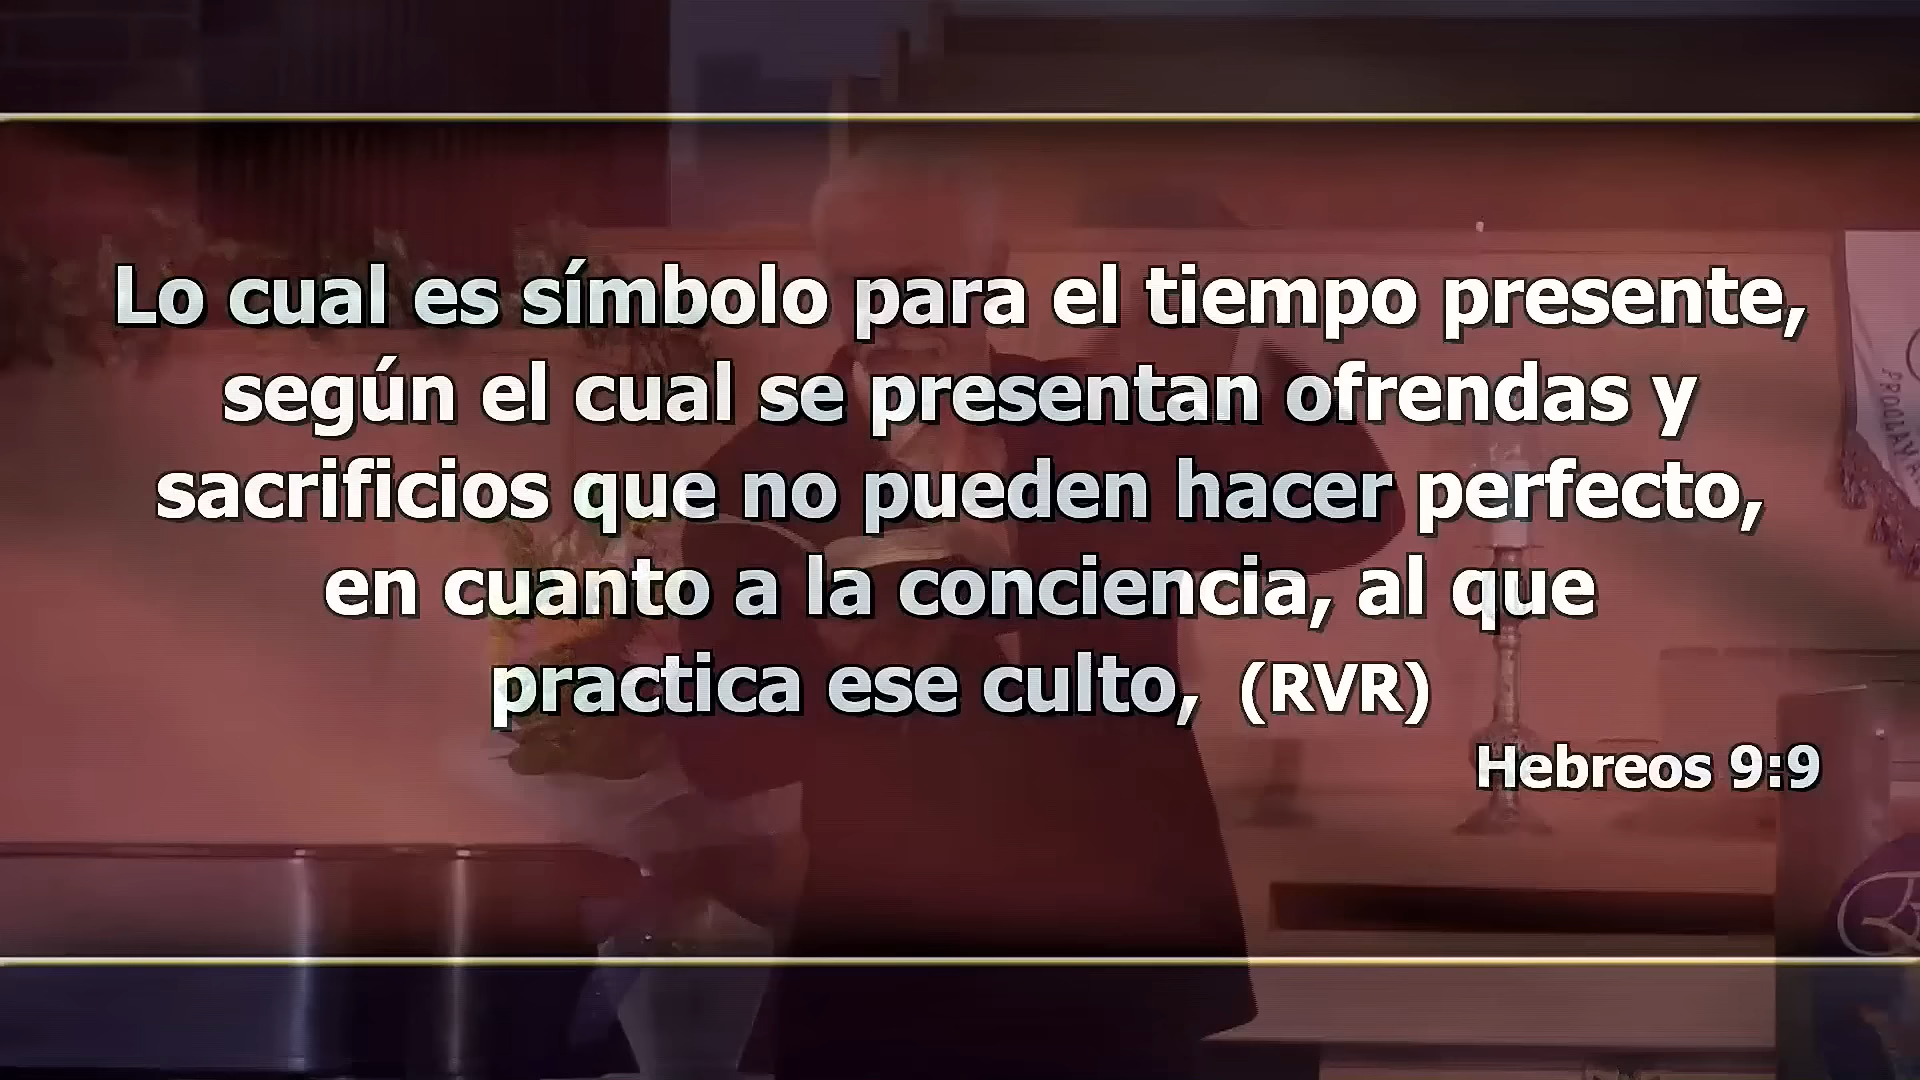 Lo cual es símbolo para el tiempo presente,
según el cual se presentan ofrendas y
sacrificios que no pueden hacer perfecto,
en cuanto a la conciencia, al que
practica ese culto, (RVR)
Hebreos 9:9